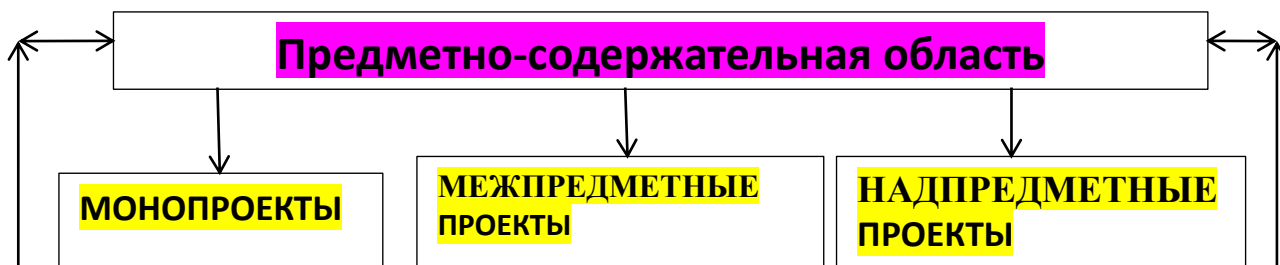 Предметно-содержательная область
МОНОПРОЕКТЫ
МЕЖПРЕДМЕТНЫЕ
ПРОЕКТЫ
НАДПРЕДМЕТНЫЕ
ПРОЕКТЫ